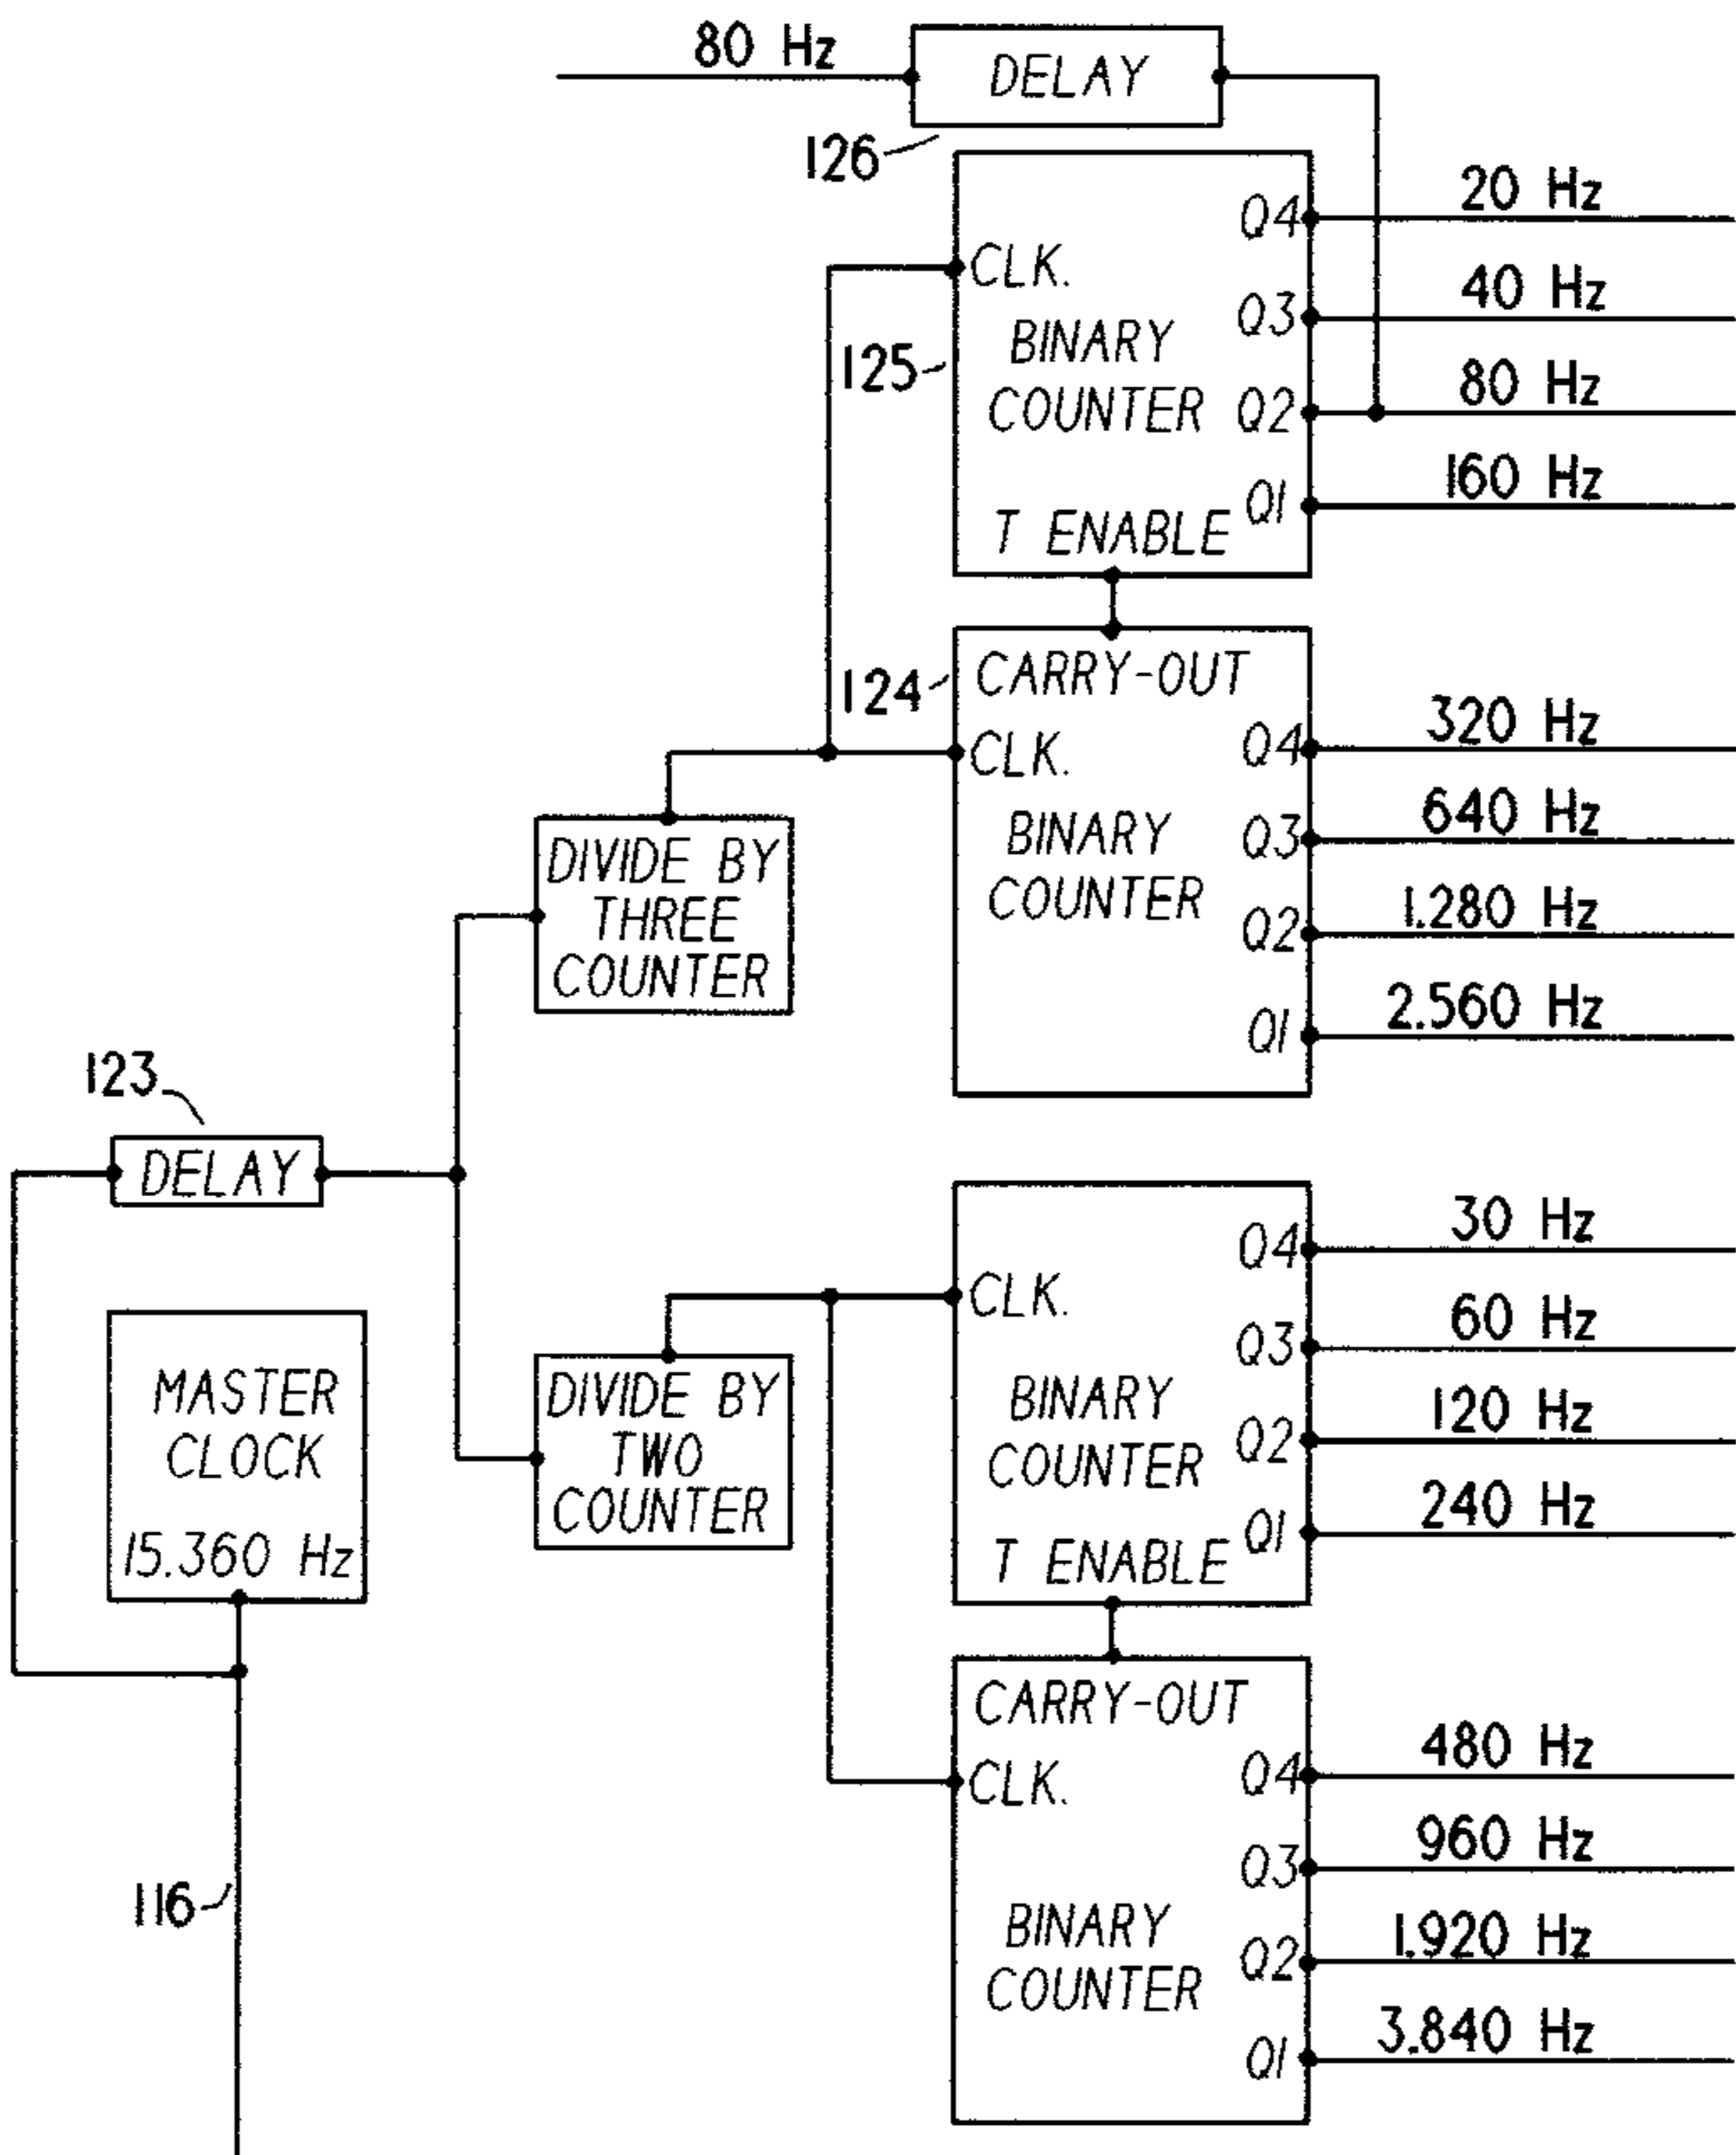 80 Hz
DELAY
126
Q4
20 Hz
CLK.
Q3
40 Hz
BINARY
COUNTER
125
Q2
80 Hz
Q1
160 Hz
T ENABLE
CARRY-OUT
124
CLK.
Q4
320 Hz
BINARY
COUNTER
Q3
640 Hz
DIVIDE BY
THREE
COUNTER
Q2
1.280 Hz
Q1
2.560 Hz
123
DELAY
Q4
30 Hz
CLK.
Q3
60 Hz
MASTER
CLOCK
15.360 Hz
DIVIDE BY
TWO
COUNTER
BINARY
COUNTER
Q2
120 Hz
Q1
240 Hz
T ENABLE
CARRY-OUT
CLK.
Q4
480 Hz
Q3
960 Hz
116
BINARY
COUNTER
Q2
1.920 Hz
Q1
3.840 Hz